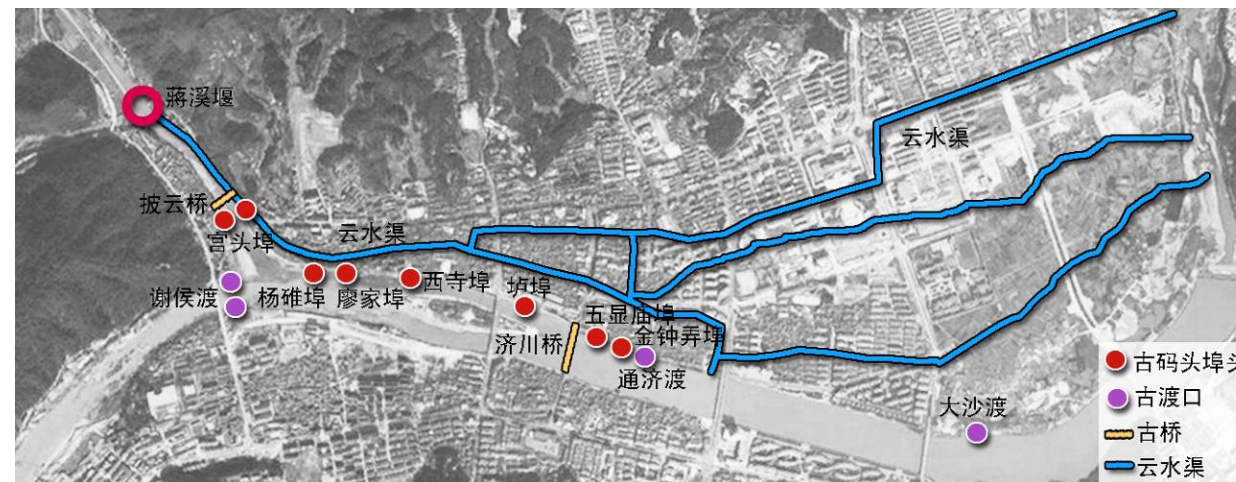 蒋溪堰
云水渠
披云桥
宫头埠
云水渠
谢侯渡
杨碓埠
廖家埠
西寺埠
垆埠
五显庙埠
济川桥
金钟弄埠
通济渡
大沙渡
古码头埠头
古渡口
古桥
云水渠